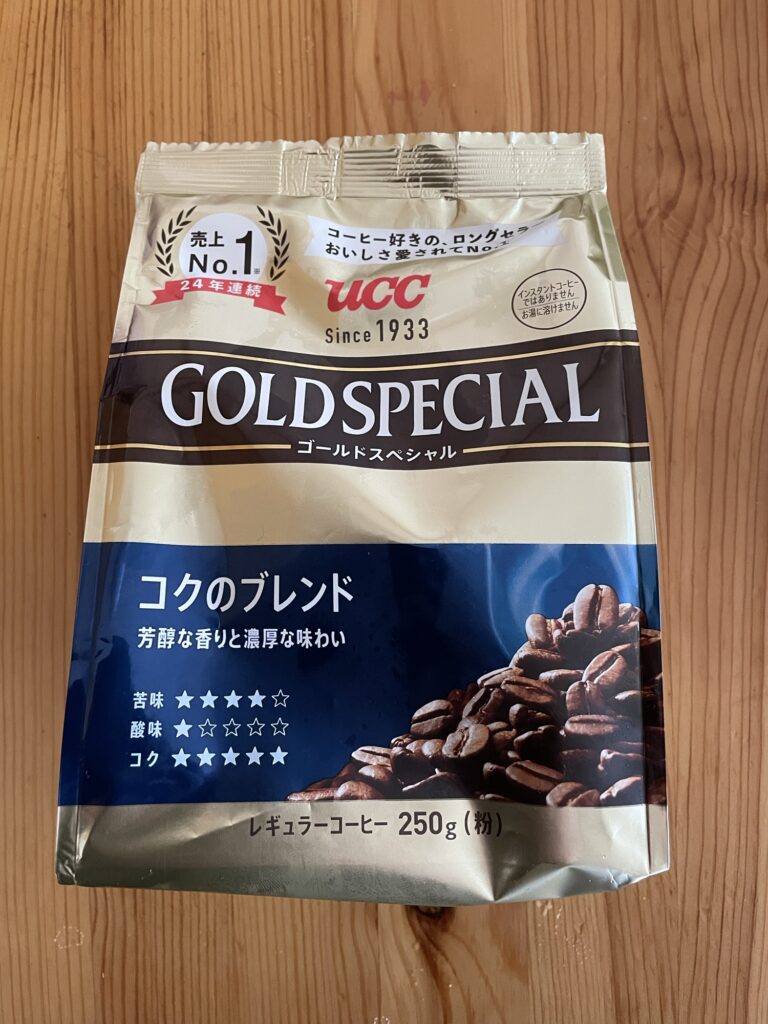 売上
No.1※
24年連続
コーヒー好きの、ロングセラ
おいしさ愛されてNo.
UCC
Since 1933
インスタントコーヒー
ではありません
お湯に溶けません
GOLD SPECIAL
ゴールドスペシャル
コクのブレンド
芳醇な香りと濃厚な味わい
苦味 ★★★★☆
酸味 ★☆☆☆☆
コク ★★★★★
レギュラーコーヒー 250g(粉)